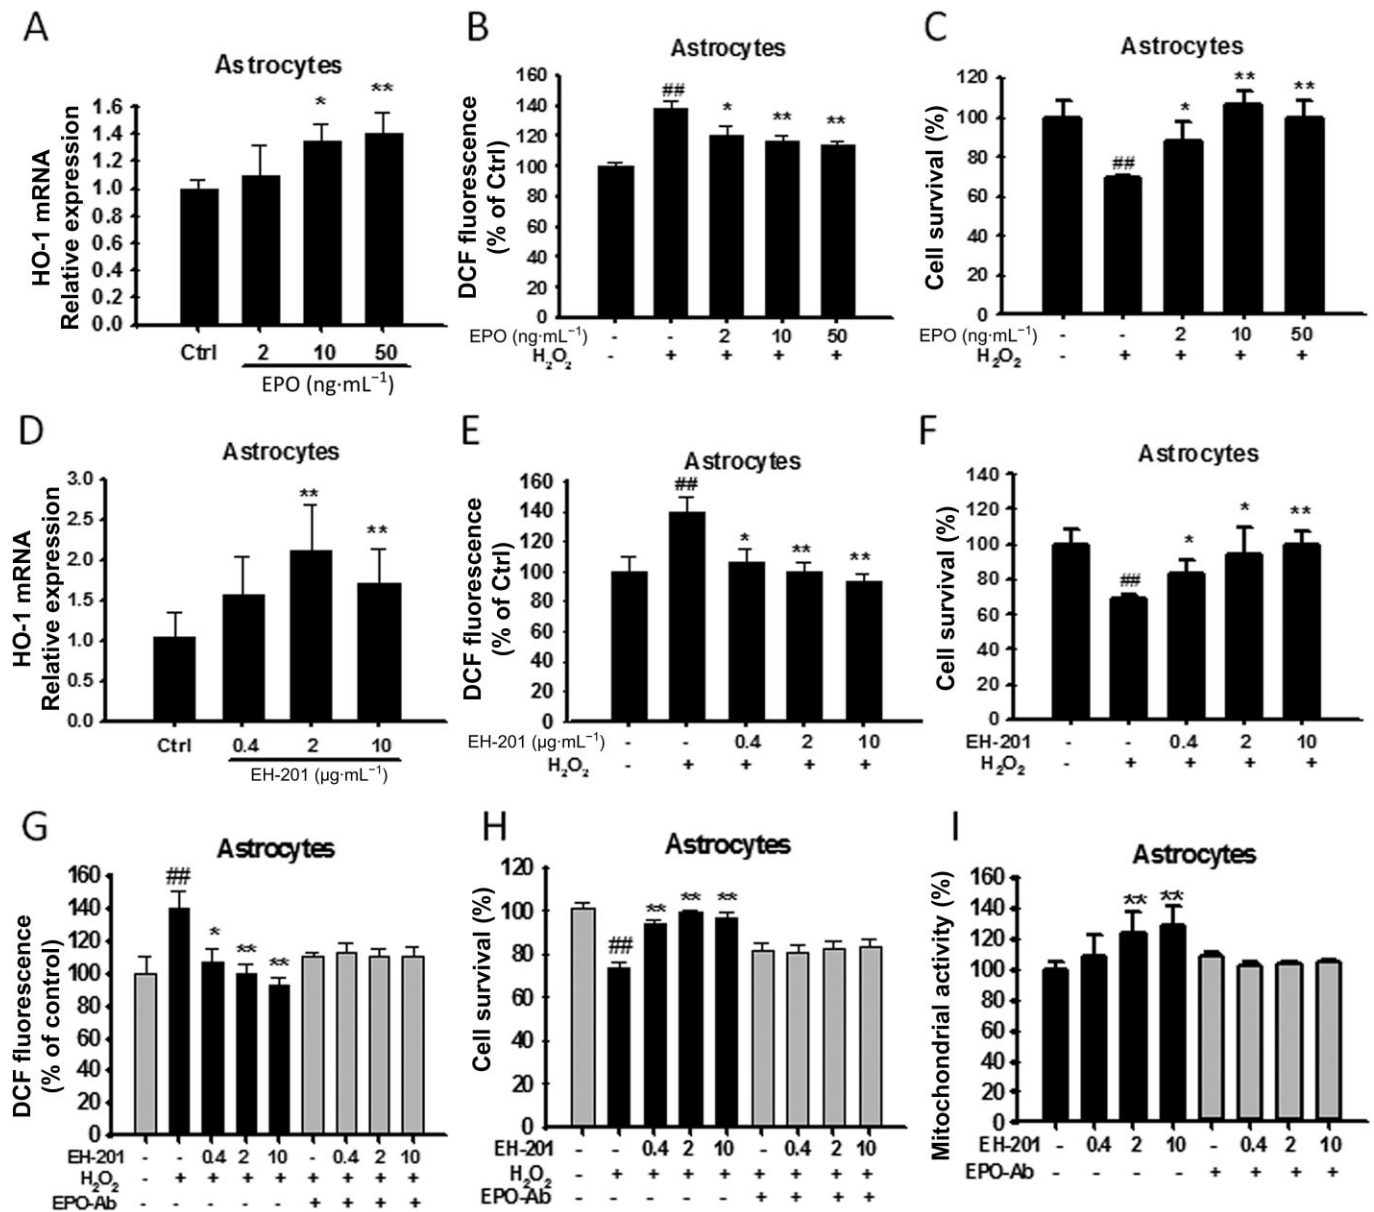 A
Astrocytes
HO-1 mRNA
Relative expression
1.6
1.4
1.2
1.0
0.8
0.6
0.4
0.2
0.0
* **
Ctrl 2 10 50
EPO (ng·mL⁻¹)
B
Astrocytes
DCF fluorescence
(% of Ctrl)
160
140
120
100
80
60
40
20
0
## * ** **
EPO (ng·mL⁻¹) - - 2 10 50
H₂O₂ - + + + +
C
Astrocytes
Cell survival (%)
120
100
80
60
40
20
0
## * ** **
EPO (ng·mL⁻¹) - - 2 10 50
H₂O₂ - + + + +
D
Astrocytes
HO-1 mRNA
Relative expression
3.0
2.5
2.0
1.5
1.0
0.5
0.0
** **
Ctrl 0.4 2 10
EH-201 (µg·mL⁻¹)
E
Astrocytes
DCF fluorescence
(% of Ctrl)
160
140
120
100
80
60
40
20
0
## * ** **
EH-201 (µg·mL⁻¹) - - 0.4 2 10
H₂O₂ - + + + +
F
Astrocytes
Cell survival (%)
140
120
100
80
60
40
20
0
## * * **
EH-201 - - 0.4 2 10
H₂O₂ - + + + +
G
Astrocytes
DCF fluorescence
(% of control)
160
140
120
100
80
60
40
20
0
## * ** **
EH-201 - - 0.4 2 10 - 0.4 2 10
H₂O₂ - + + + + + + + +
EPO-Ab - - - - - + + + +
H
Astrocytes
Cell survival (%)
120
100
80
60
40
20
0
## ** ** **
EH-201 - - 0.4 2 10 - 0.4 2 10
H₂O₂ - + + + + + + + +
EPO-Ab - - - - - + + + +
I
Astrocytes
Mitochondrial activity (%)
160
140
120
100
80
60
40
20
0
** **
EH-201 - 0.4 2 10 - 0.4 2 10
EPO-Ab - - - - + + + +